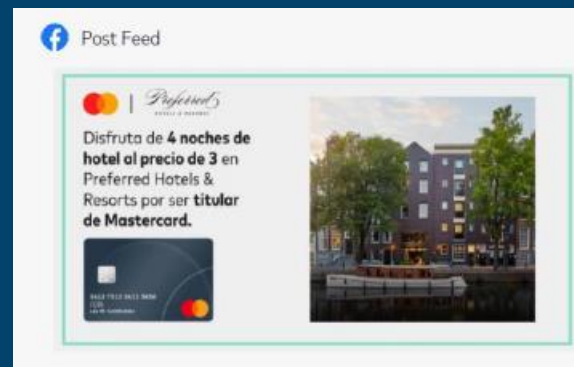 Post Feed
Preferred
HOTELS & RESORTS
Disfruta de 4 noches de
hotel al precio de 3 en
Preferred Hotels &
Resorts por ser titular
de Mastercard.